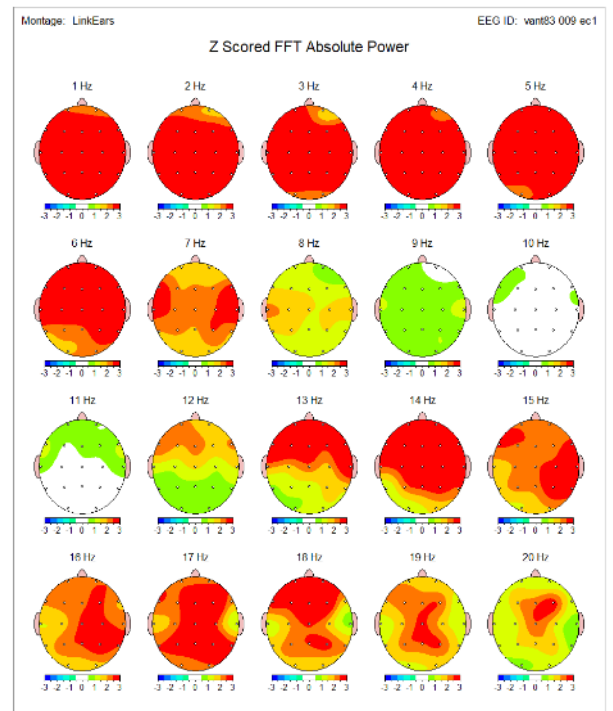 Montage: LinkEars EEG ID: vant83 009 ec1
Z Scored FFT Absolute Power
1 Hz 2 Hz 3 Hz 4 Hz 5 Hz
-3 -2 -1 0 1 2 3 -3 -2 -1 0 1 2 3 -3 -2 -1 0 1 2 3 -3 -2 -1 0 1 2 3 -3 -2 -1 0 1 2 3
6 Hz 7 Hz 8 Hz 9 Hz 10 Hz
-3 -2 -1 0 1 2 3 -3 -2 -1 0 1 2 3 -3 -2 -1 0 1 2 3 -3 -2 -1 0 1 2 3 -3 -2 -1 0 1 2 3
11 Hz 12 Hz 13 Hz 14 Hz 15 Hz
-3 -2 -1 0 1 2 3 -3 -2 -1 0 1 2 3 -3 -2 -1 0 1 2 3 -3 -2 -1 0 1 2 3 -3 -2 -1 0 1 2 3
16 Hz 17 Hz 18 Hz 19 Hz 20 Hz
-3 -2 -1 0 1 2 3 -3 -2 -1 0 1 2 3 -3 -2 -1 0 1 2 3 -3 -2 -1 0 1 2 3 -3 -2 -1 0 1 2 3